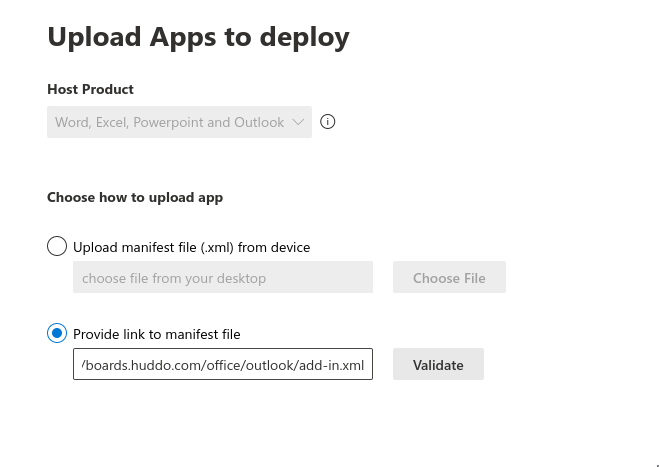 Upload Apps to deploy
Host Product
Word, Excel, Powerpoint and Outlook
Choose how to upload app
Upload manifest file (.xml) from device
choose file from your desktop
Choose File
Provide link to manifest file
/boards.huddo.com/office/outlook/add-in.xml
Validate